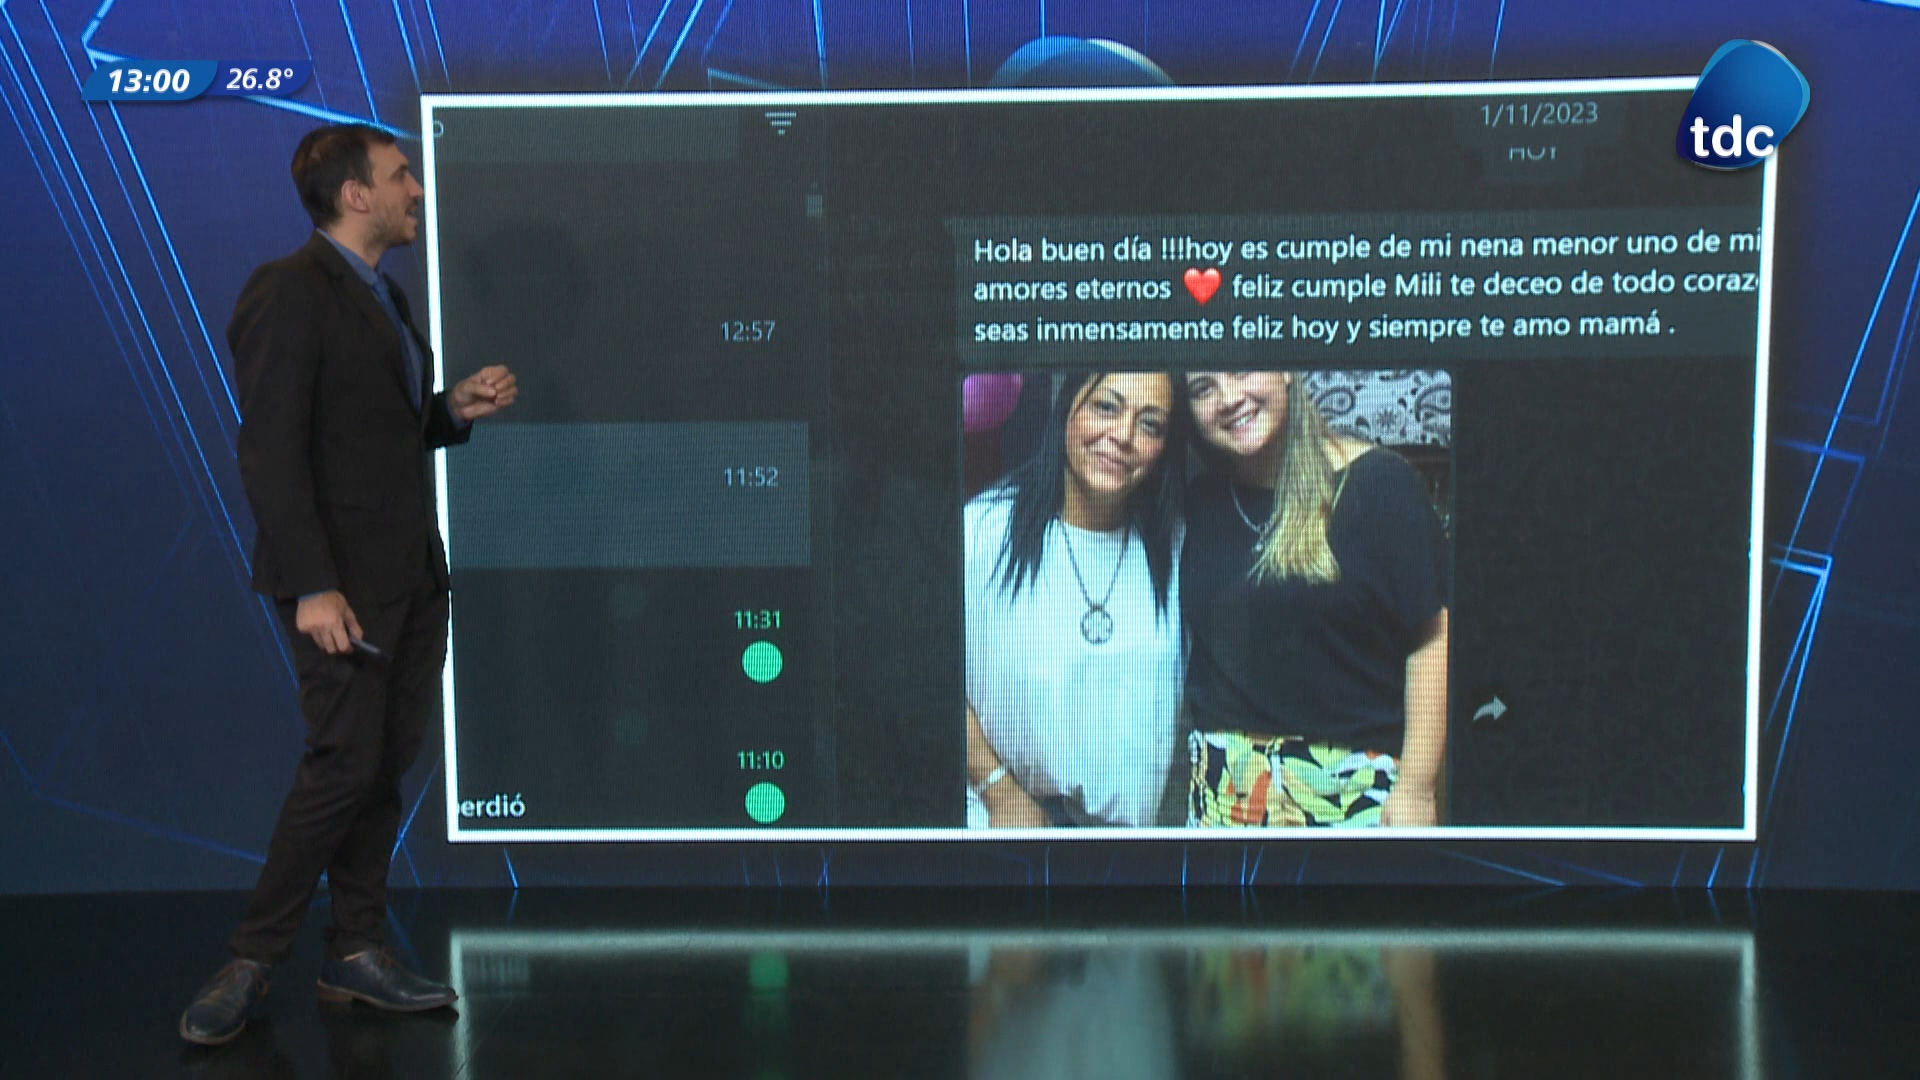 13:00 26.8°
tdc
1/11/2023
HOY
Hola buen día !!!hoy es cumple de mi nena menor uno de mi
amores eternos ❤️ feliz cumple Mili te deceo de todo coraz
seas inmensamente feliz hoy y siempre te amo mamá .
12:57
11:52
11:31
11:10
erdió